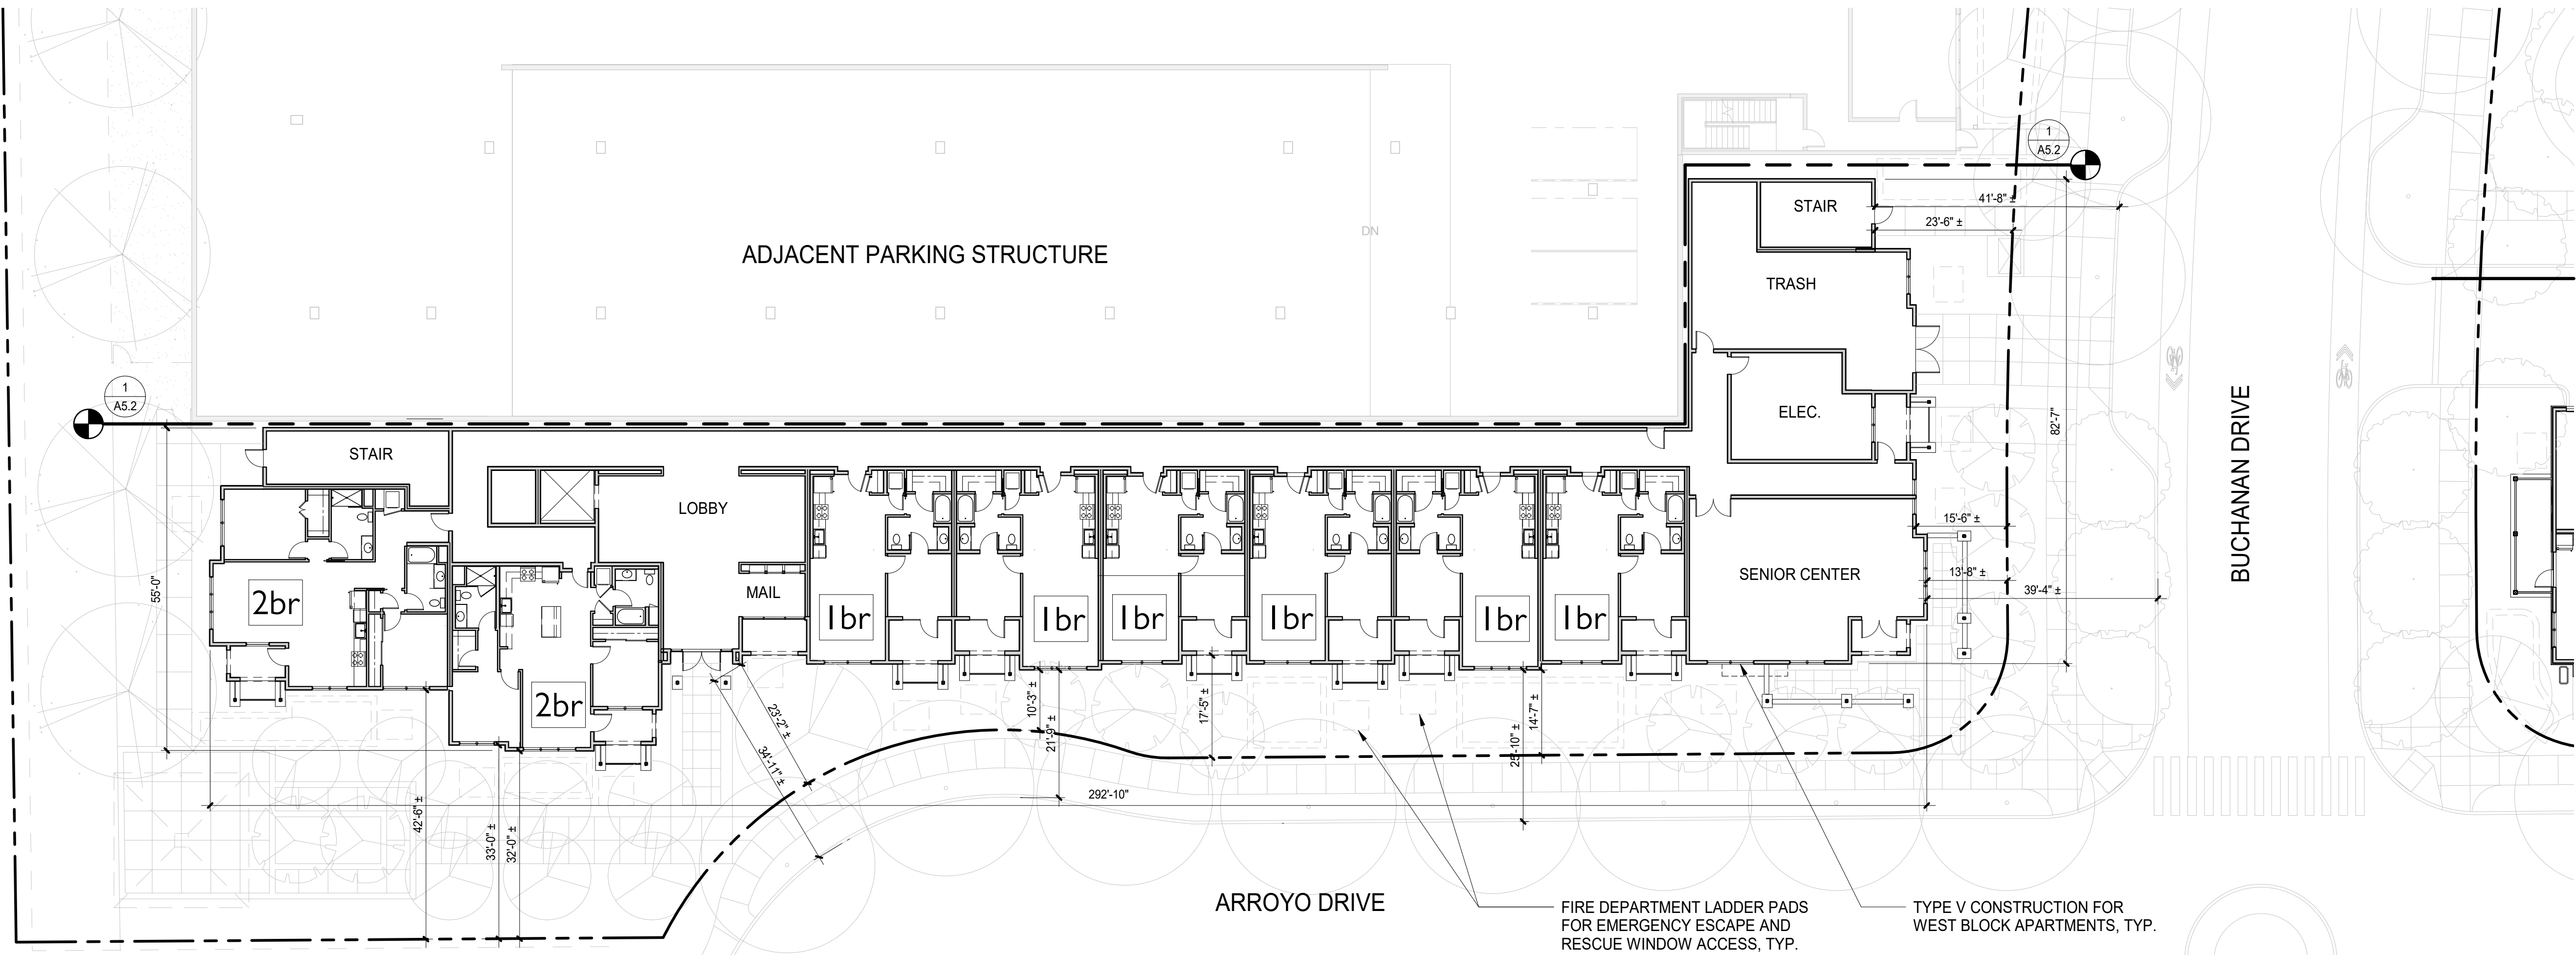 1
A5.2
STAIR
41'-8" ±
23'-6" ±
ADJACENT PARKING STRUCTURE
DN
TRASH
1
A5.2
ELEC.
82'-7"
BUCHANAN DRIVE
STAIR
LOBBY
15'-6" ±
55'-0"
2br
MAIL
1br
1br
1br
1br
1br
1br
SENIOR CENTER
13'-8" ±
39'-4" ±
2br
23'-2" ±
34'-11" ±
10'-3" ±
21'-9" ±
17'-5" ±
25'-10" ±
14'-7" ±
292'-10"
42'-6" ±
33'-0" ±
32'-0" ±
ARROYO DRIVE
FIRE DEPARTMENT LADDER PADS
FOR EMERGENCY ESCAPE AND
RESCUE WINDOW ACCESS, TYP.
TYPE V CONSTRUCTION FOR
WEST BLOCK APARTMENTS, TYP.